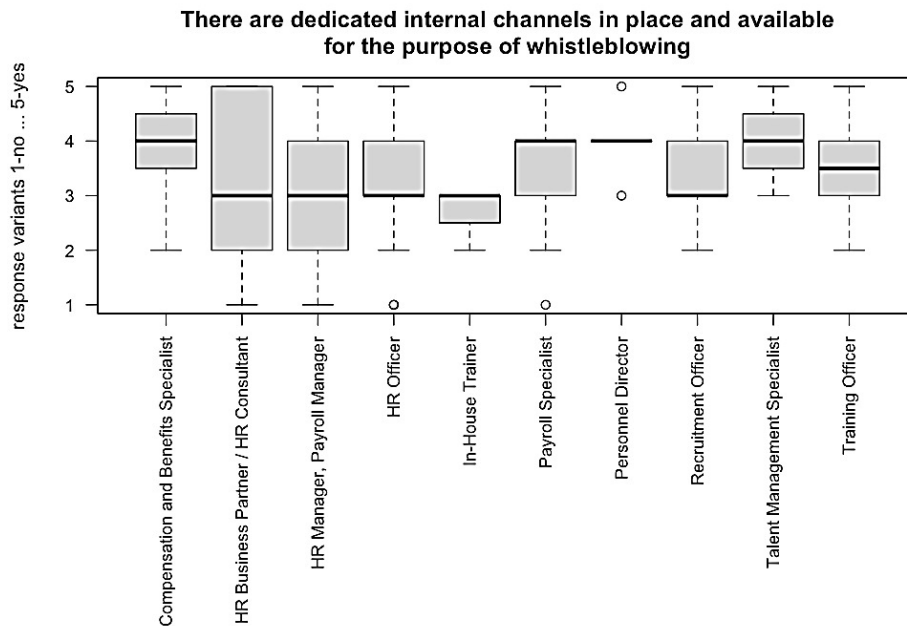 There are dedicated internal channels in place and available
for the purpose of whistleblowing
response variants 1-no ... 5-yes
5
4
3
2
1
Compensation and Benefits Specialist
HR Business Partner / HR Consultant
HR Manager, Payroll Manager
HR Officer
In-House Trainer
Payroll Specialist
Personnel Director
Recruitment Officer
Talent Management Specialist
Training Officer